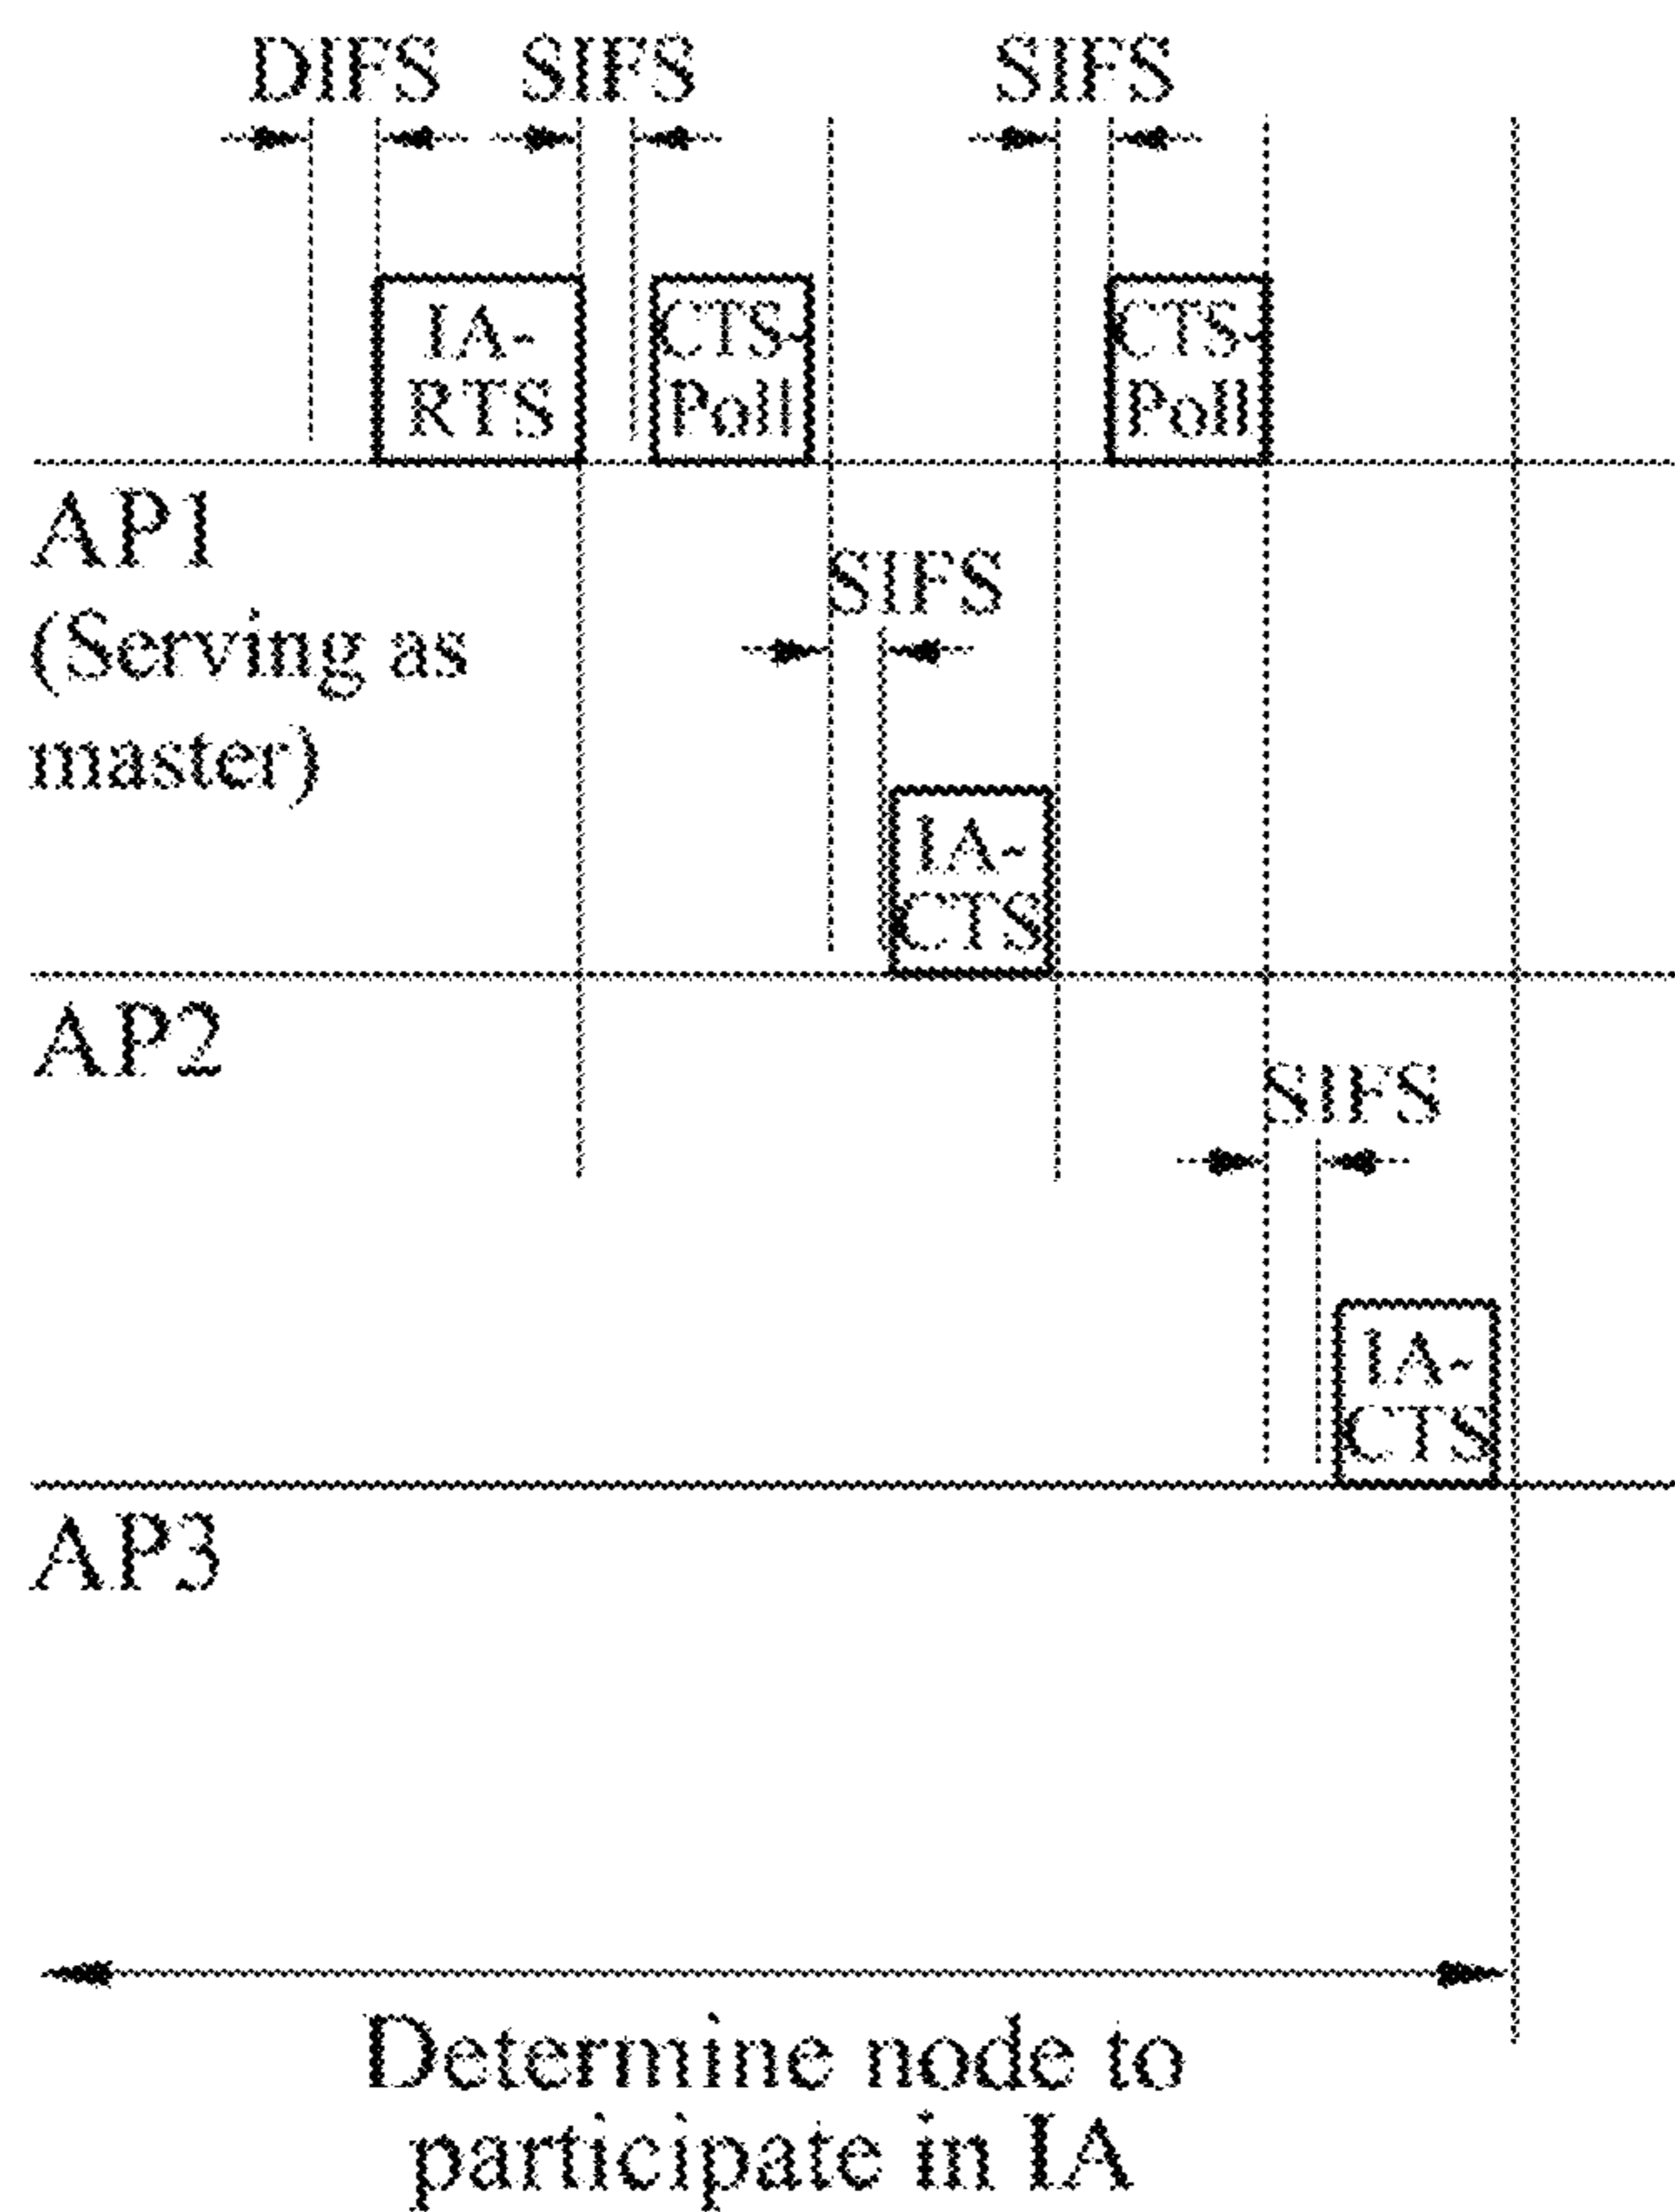 DIFS SIFS SIFS
IA-
RTS
CTS-
Poll
CTS-
Poll
AP1
(Serving as
master)
SIFS
IA-
CTS
AP2
SIFS
IA-
CTS
AP3
Determine node to
participate in IA